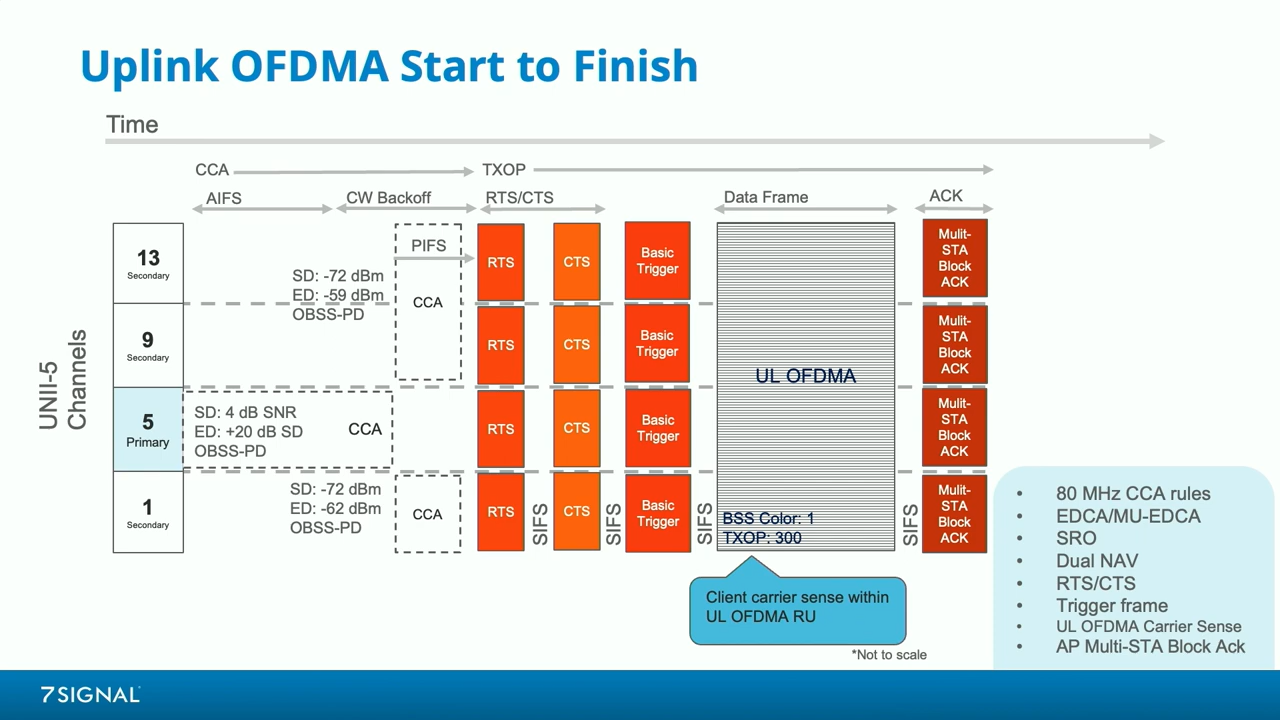 Uplink OFDMA Start to Finish
Time
CCA
TXOP
AIFS
CW Backoff
RTS/CTS
Data Frame
ACK
UNII-5
Channels
13
Secondary
9
Secondary
5
Primary
1
Secondary
SD: -72 dBm
ED: -59 dBm
OBSS-PD
PIFS
CCA
SD: 4 dB SNR
ED: +20 dB SD
OBSS-PD
CCA
SD: -72 dBm
ED: -62 dBm
OBSS-PD
CCA
RTS
RTS
RTS
RTS
SIFS
CTS
CTS
CTS
CTS
SIFS
Basic
Trigger
Basic
Trigger
Basic
Trigger
Basic
Trigger
SIFS
UL OFDMA
BSS Color: 1
TXOP: 300
SIFS
Mulit-
STA
Block
ACK
Mulit-
STA
Block
ACK
Mulit-
STA
Block
ACK
Mulit-
STA
Block
ACK
Client carrier sense within
UL OFDMA RU
*Not to scale
• 80 MHz CCA rules
• EDCA/MU-EDCA
• SRO
• Dual NAV
• RTS/CTS
• Trigger frame
• UL OFDMA Carrier Sense
• AP Multi-STA Block Ack
7SIGNAL